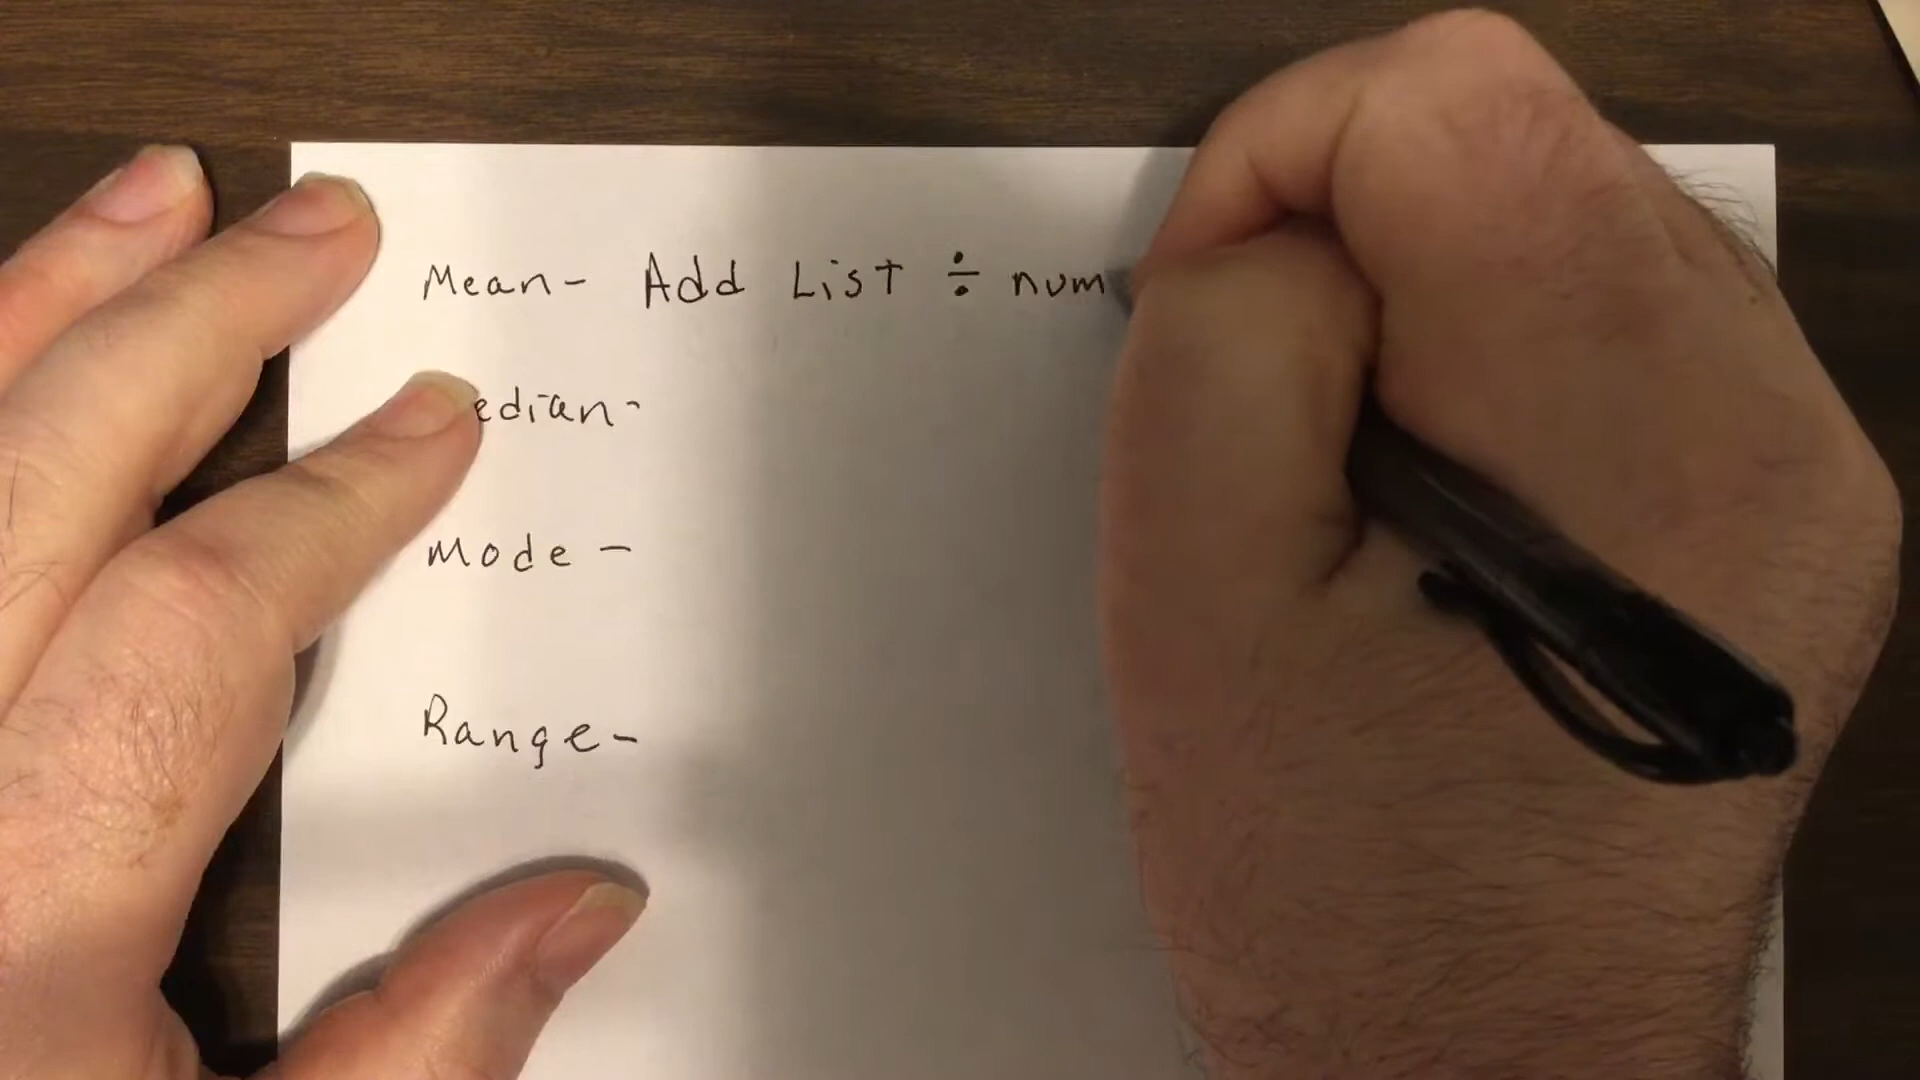 Mean- Add List ÷ num
edian-
Mode -
Range-